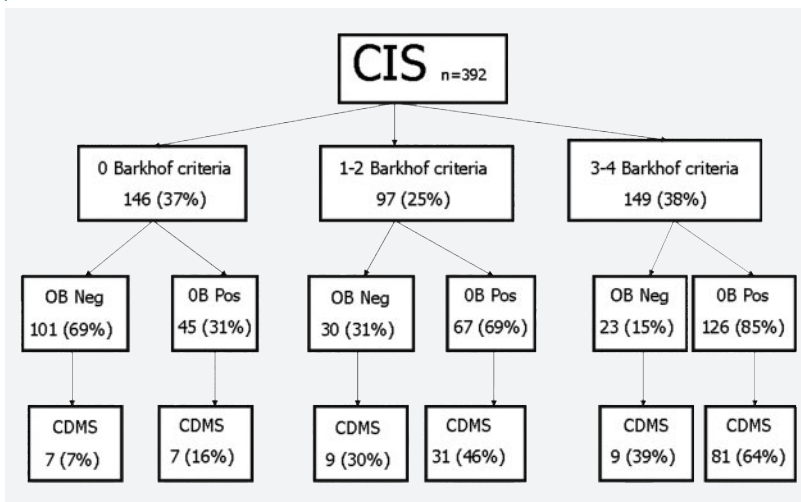 CIS n=392
0 Barkhof criteria
146 (37%)
1-2 Barkhof criteria
97 (25%)
3-4 Barkhof criteria
149 (38%)
OB Neg
101 (69%)
0B Pos
45 (31%)
OB Neg
30 (31%)
0B Pos
67 (69%)
OB Neg
23 (15%)
0B Pos
126 (85%)
CDMS
7 (7%)
CDMS
7 (16%)
CDMS
9 (30%)
CDMS
31 (46%)
CDMS
9 (39%)
CDMS
81 (64%)